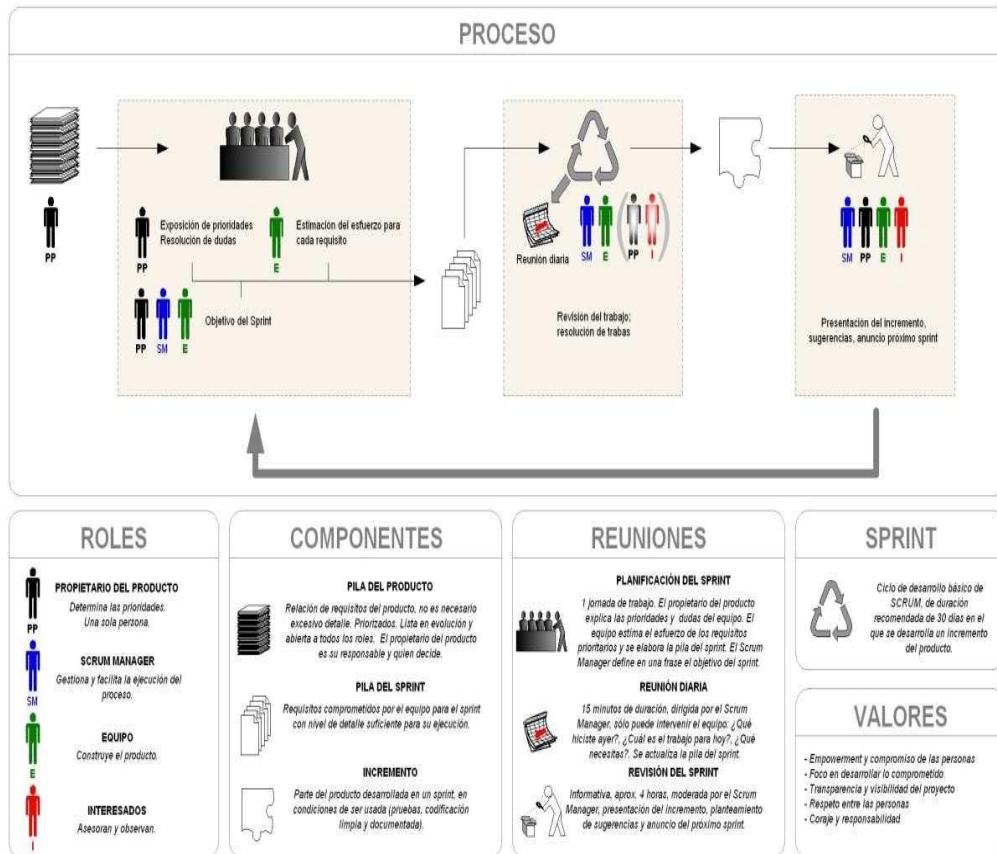 PROCESO
PP
Exposición de prioridades
Resolución de dudas
PP
Estimación del esfuerzo para
cada requisito
E
Objetivo del Sprint
PP SM E
Reunión diaria
SM E PP I
Revisión del trabajo;
resolución de trabas
SM PP E I
Presentación del incremento,
sugerencias, anuncio próximo sprint
ROLES
PP
PROPIETARIO DEL PRODUCTO
Determina las prioridades.
Una sola persona.
SM
SCRUM MANAGER
Gestiona y facilita la ejecución del
proceso.
E
EQUIPO
Construye el producto.
I
INTERESADOS
Asesoran y observan.
COMPONENTES
PILA DEL PRODUCTO
Relación de requisitos del producto, no es necesario
excesivo detalle. Priorizados. Lista en evolución y
abierta a todos los roles. El propietario del producto
es su responsable y quien decide.
PILA DEL SPRINT
Requisitos comprometidos por el equipo para el sprint
con nivel de detalle suficiente para su ejecución.
INCREMENTO
Parte del producto desarrollada en un sprint, en
condiciones de ser usada (pruebas, codificación
limpia y documentada).
REUNIONES
PLANIFICACIÓN DEL SPRINT
1 jornada de trabajo. El propietario del producto
explica las prioridades y dudas del equipo. El
equipo estima el esfuerzo de los requisitos
prioritarios y se elabora la pila del sprint. El Scrum
Manager define en una frase el objetivo del sprint.
REUNIÓN DIARIA
15 minutos de duración, dirigida por el Scrum
Manager, sólo puede intervenir el equipo: ¿Qué
hiciste ayer?, ¿Cuál es el trabajo para hoy?, ¿Qué
necesitas?. Se actualiza la pila del sprint.
REVISIÓN DEL SPRINT
Informativa, aprox. 4 horas, moderada por el Scrum
Manager, presentación del incremento, planteamiento
de sugerencias y anuncio del próximo sprint.
SPRINT
Ciclo de desarrollo básico de
SCRUM, de duración
recomendada de 30 días en el
que se desarrolla un incremento
del producto.
VALORES
- Empowerment y compromiso de las personas
- Foco en desarrollar lo comprometido
- Transparencia y visibilidad del proyecto
- Respeto entre las personas
- Coraje y responsabilidad